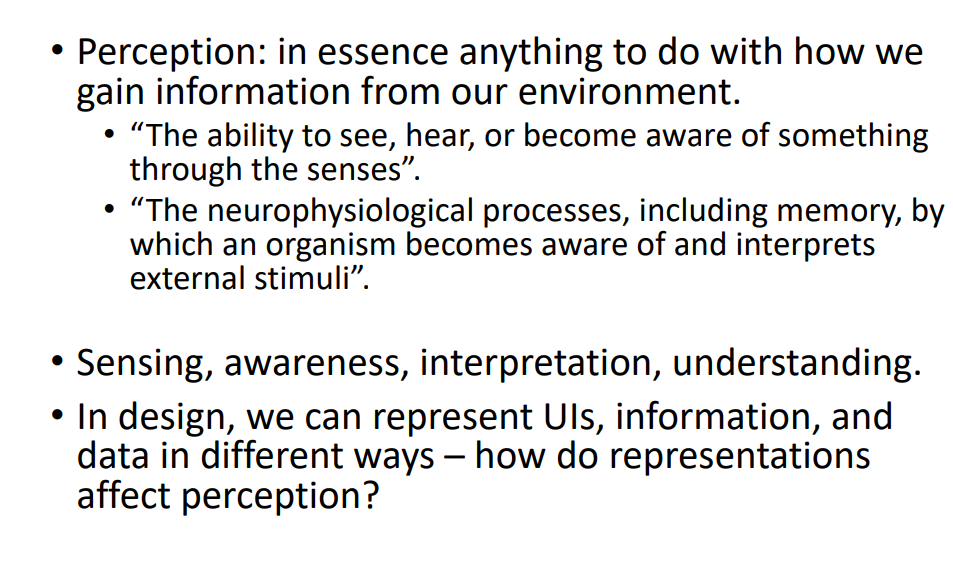 • Perception: in essence anything to do with how we
gain information from our environment.
• “The ability to see, hear, or become aware of something
through the senses”.
• “The neurophysiological processes, including memory, by
which an organism becomes aware of and interprets
external stimuli”.
• Sensing, awareness, interpretation, understanding.
• In design, we can represent UIs, information, and
data in different ways – how do representations
affect perception?